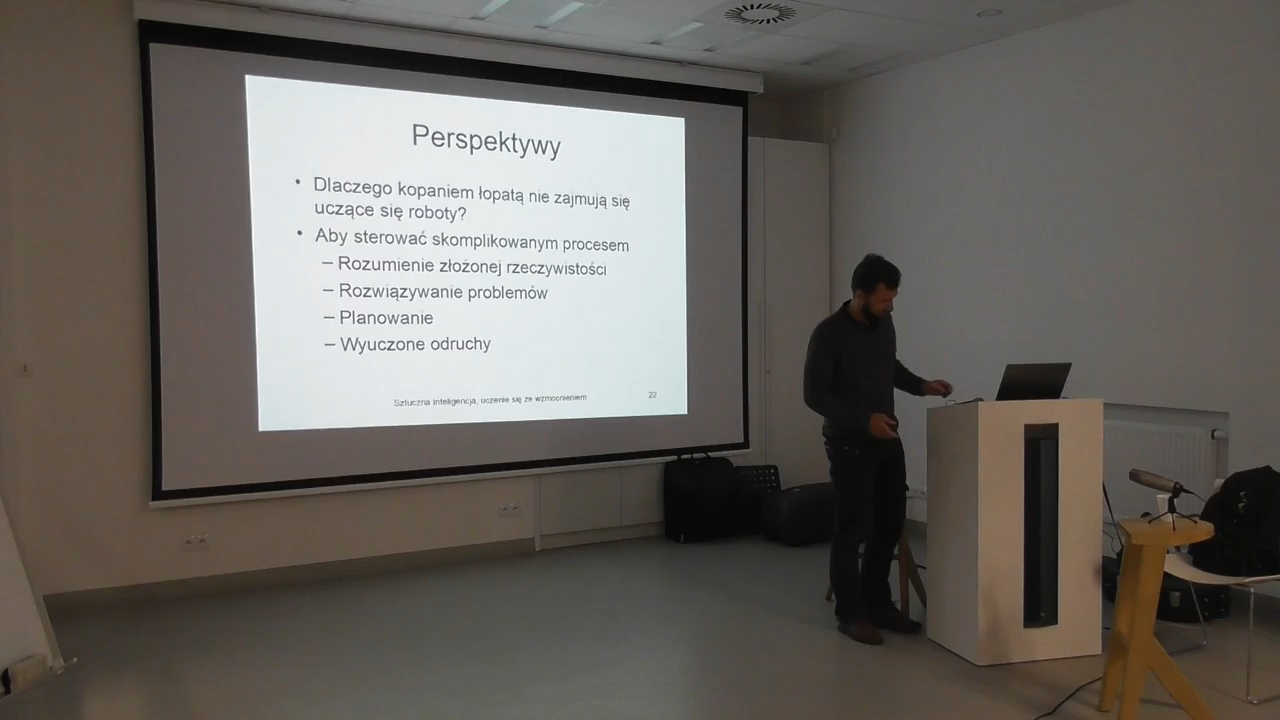 Perspektywy
• Dlaczego kopaniem łopatą nie zajmują się
uczące się roboty?
• Aby sterować skomplikowanym procesem
– Rozumienie złożonej rzeczywistości
– Rozwiązywanie problemów
– Planowanie
– Wyuczone odruchy
Sztuczna Inteligencja, uczenie się ze wzmocnieniem
22